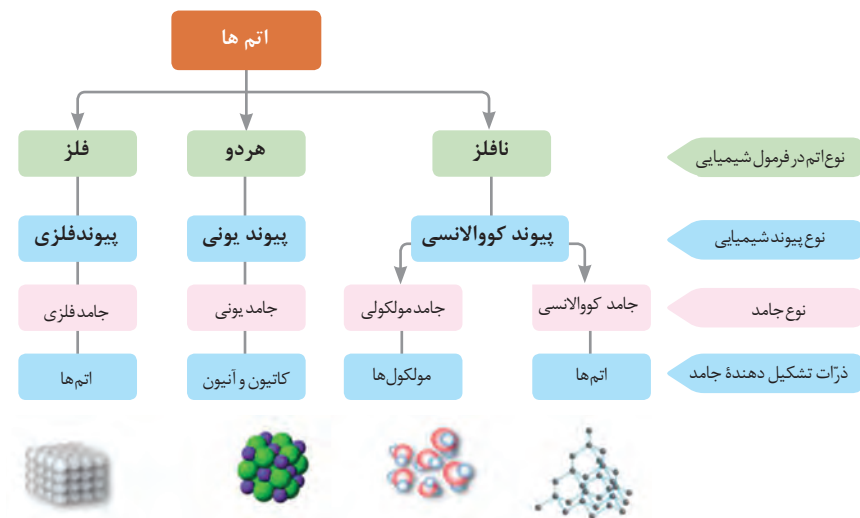 اتم ها
نوع اتم در فرمول شیمیایی
نافلز
هردو
فلز
نوع پیوند شیمیایی
پیوند کووالانسی
پیوند یونی
پیوندفلزی
نوع جامد
جامد کووالانسی
جامد مولکولی
جامد یونی
جامد فلزی
ذرّات تشکیل دهندهٔ جامد
اتم‌ها
مولکول‌ها
کاتیون و آنیون
اتم‌ها